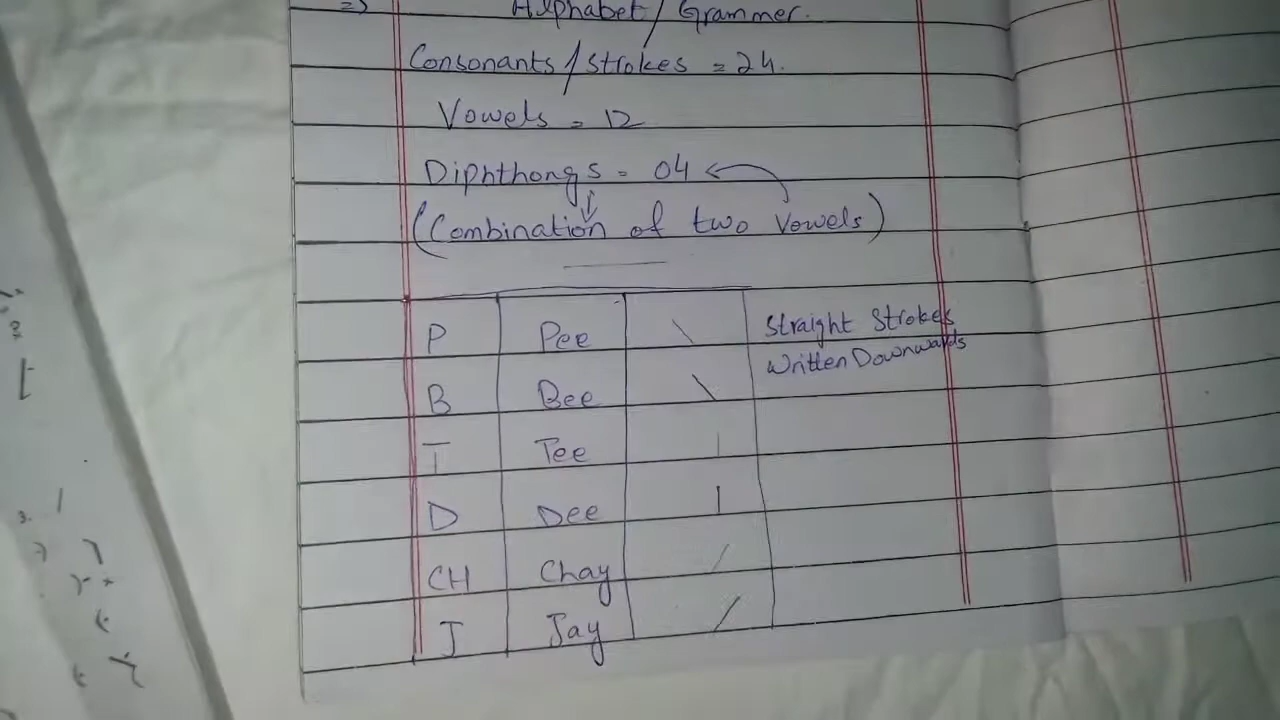 => Alphabet/Grammer.
Consonants/strokes = 24.
Vowels = 12
Diphthongs = 04
(Combination of two vowels)
P Pee \ Straight Strokes
Written Downwards
B Bee \
T Tee |
D Dee |
CH Chay /
J Jay /